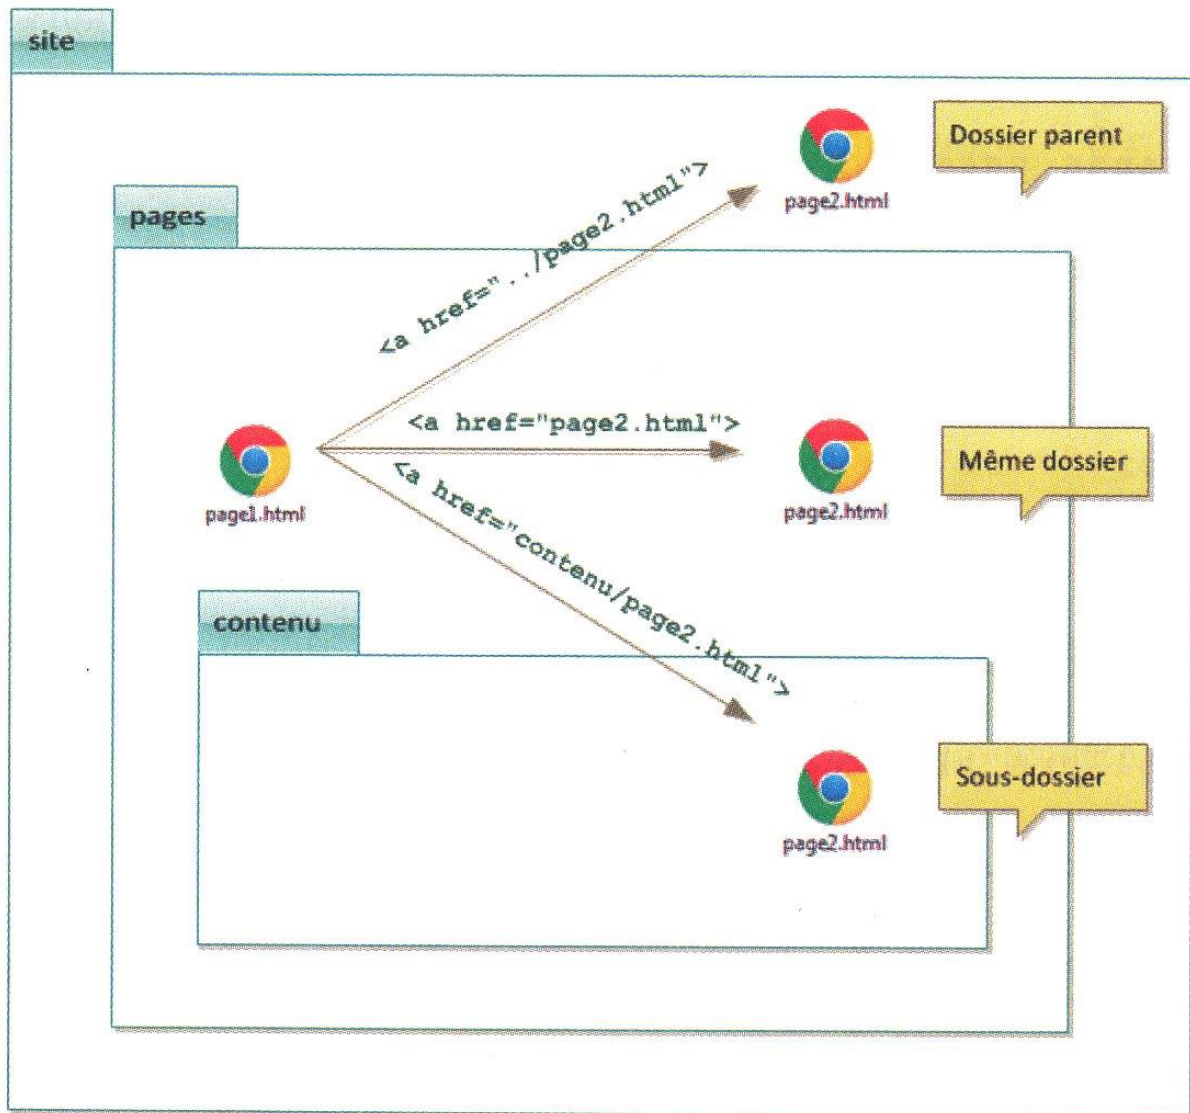 site
Dossier parent
page2.html
pages
<a href="../page2.html">
<a href="page2.html">
page1.html
page2.html
Même dossier
<a href="contenu/page2.html">
contenu
Sous-dossier
page2.html